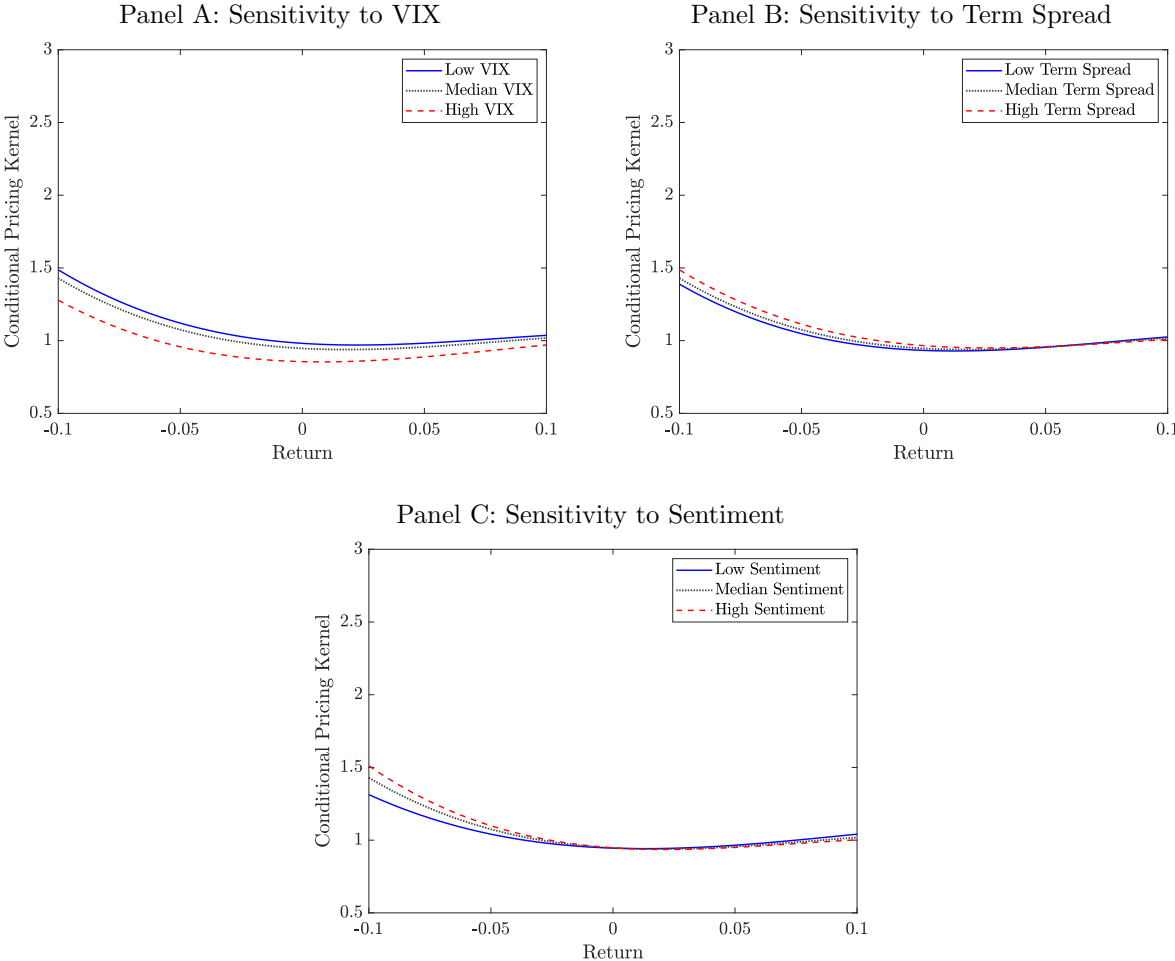 Panel A: Sensitivity to VIX
Conditional Pricing Kernel
3
2.5
2
1.5
1
0.5
-0.1
-0.05
0
0.05
0.1
Return
Low VIX
Median VIX
High VIX
Panel B: Sensitivity to Term Spread
Conditional Pricing Kernel
3
2.5
2
1.5
1
0.5
-0.1
-0.05
0
0.05
0.1
Return
Low Term Spread
Median Term Spread
High Term Spread
Panel C: Sensitivity to Sentiment
Conditional Pricing Kernel
3
2.5
2
1.5
1
0.5
-0.1
-0.05
0
0.05
0.1
Return
Low Sentiment
Median Sentiment
High Sentiment